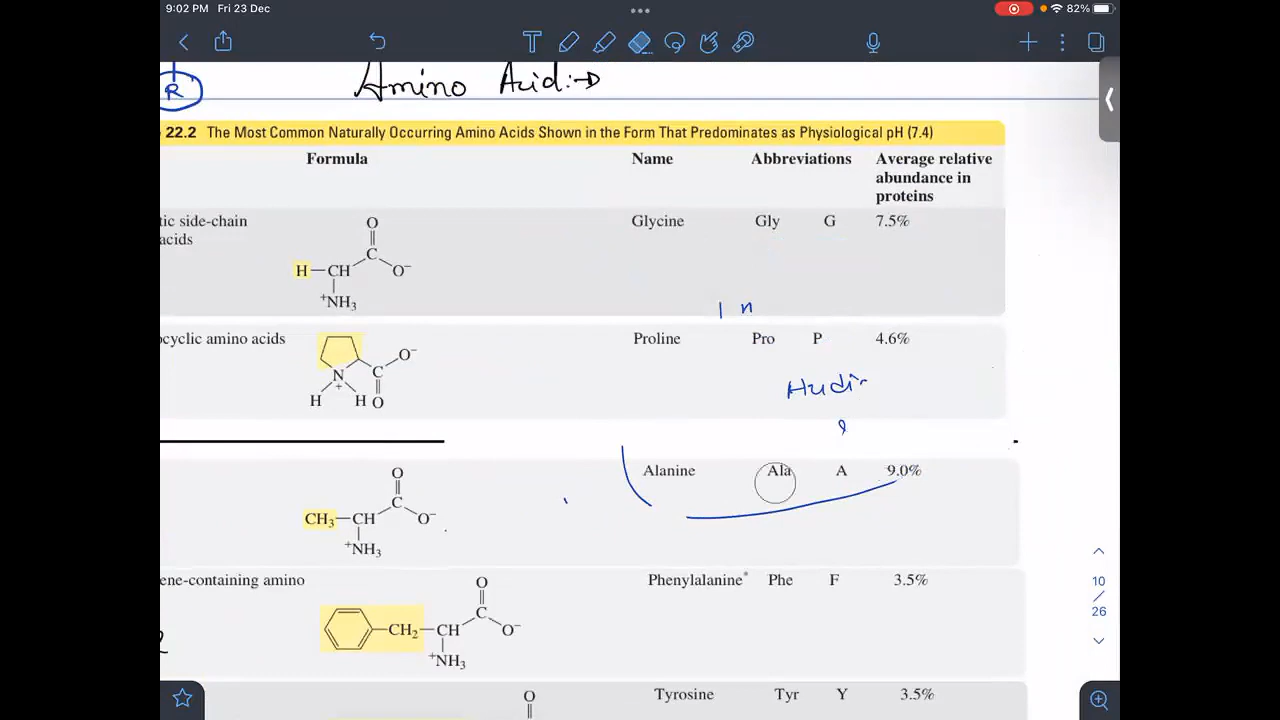 9:02 PM Fri 23 Dec
82%
R
Amino Acid:→
22.2 The Most Common Naturally Occurring Amino Acids Shown in the Form That Predominates as Physiological pH (7.4)
Formula Name Abbreviations Average relative
abundance in
proteins
tic side-chain Glycine Gly G 7.5%
acids
O
C
H—CH O⁻
⁺NH₃
ocyclic amino acids Proline Pro P 4.6%
O⁻
N C
+
H H O
Alanine Ala A 9.0%
O
C
CH₃—CH O⁻
⁺NH₃
ene-containing amino Phenylalanine* Phe F 3.5%
O
C
CH₂—CH O⁻
⁺NH₃
Tyrosine Tyr Y 3.5%
O
10
/
26